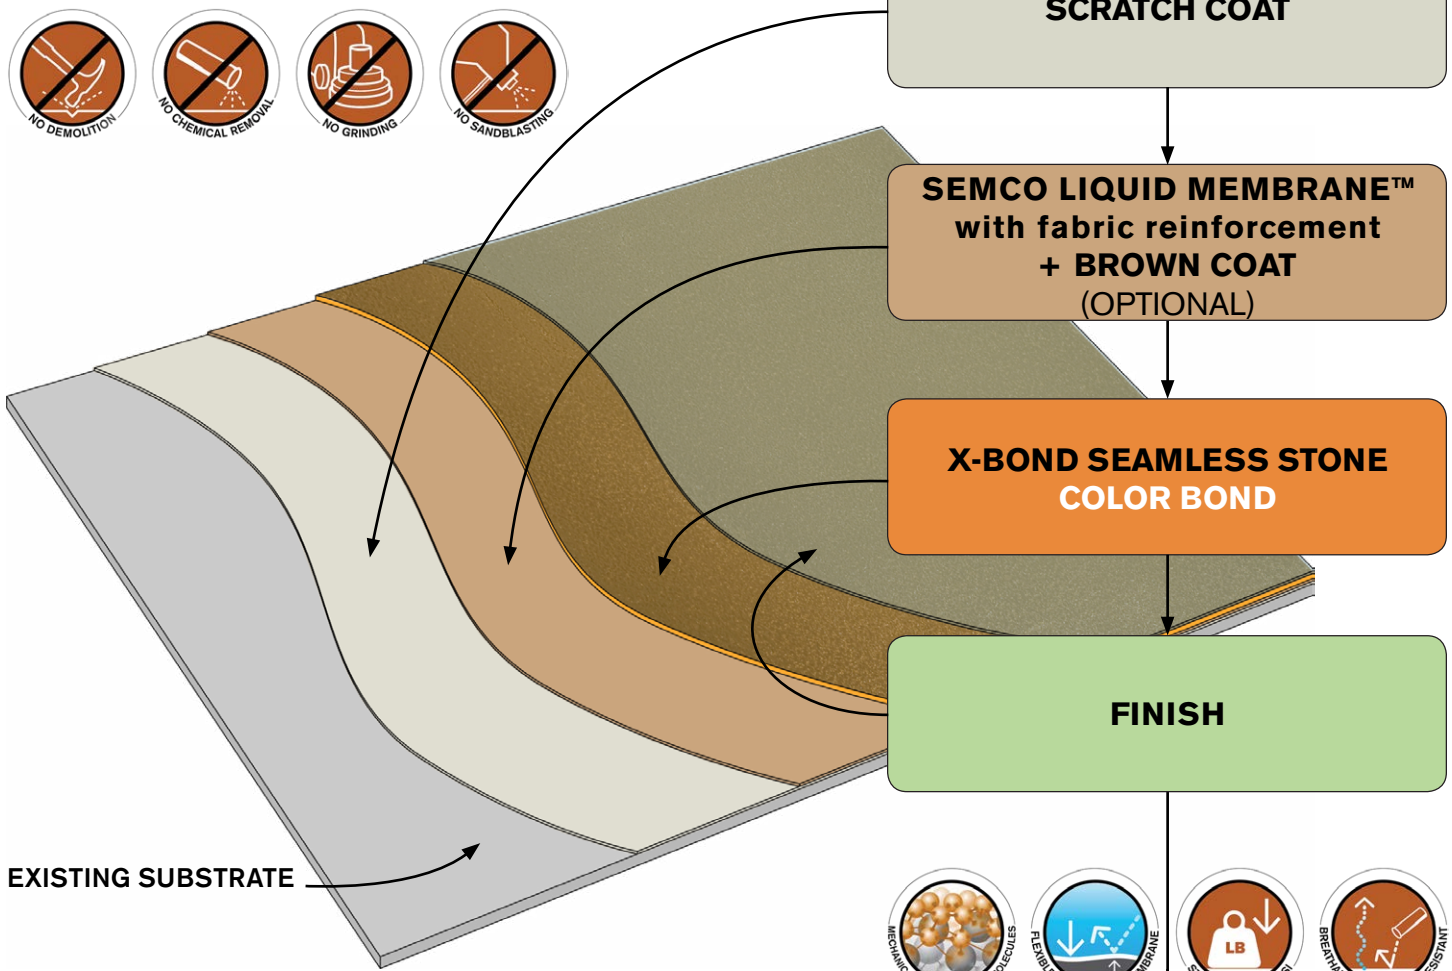 SCRATCH COAT
NO DEMOLITION
NO CHEMICAL REMOVAL
NO GRINDING
NO SANDBLASTING
SEMCO LIQUID MEMBRANE™
with fabric reinforcement
+ BROWN COAT
(OPTIONAL)
X-BOND SEAMLESS STONE
COLOR BOND
FINISH
EXISTING SUBSTRATE
FLEXIBLE
LB